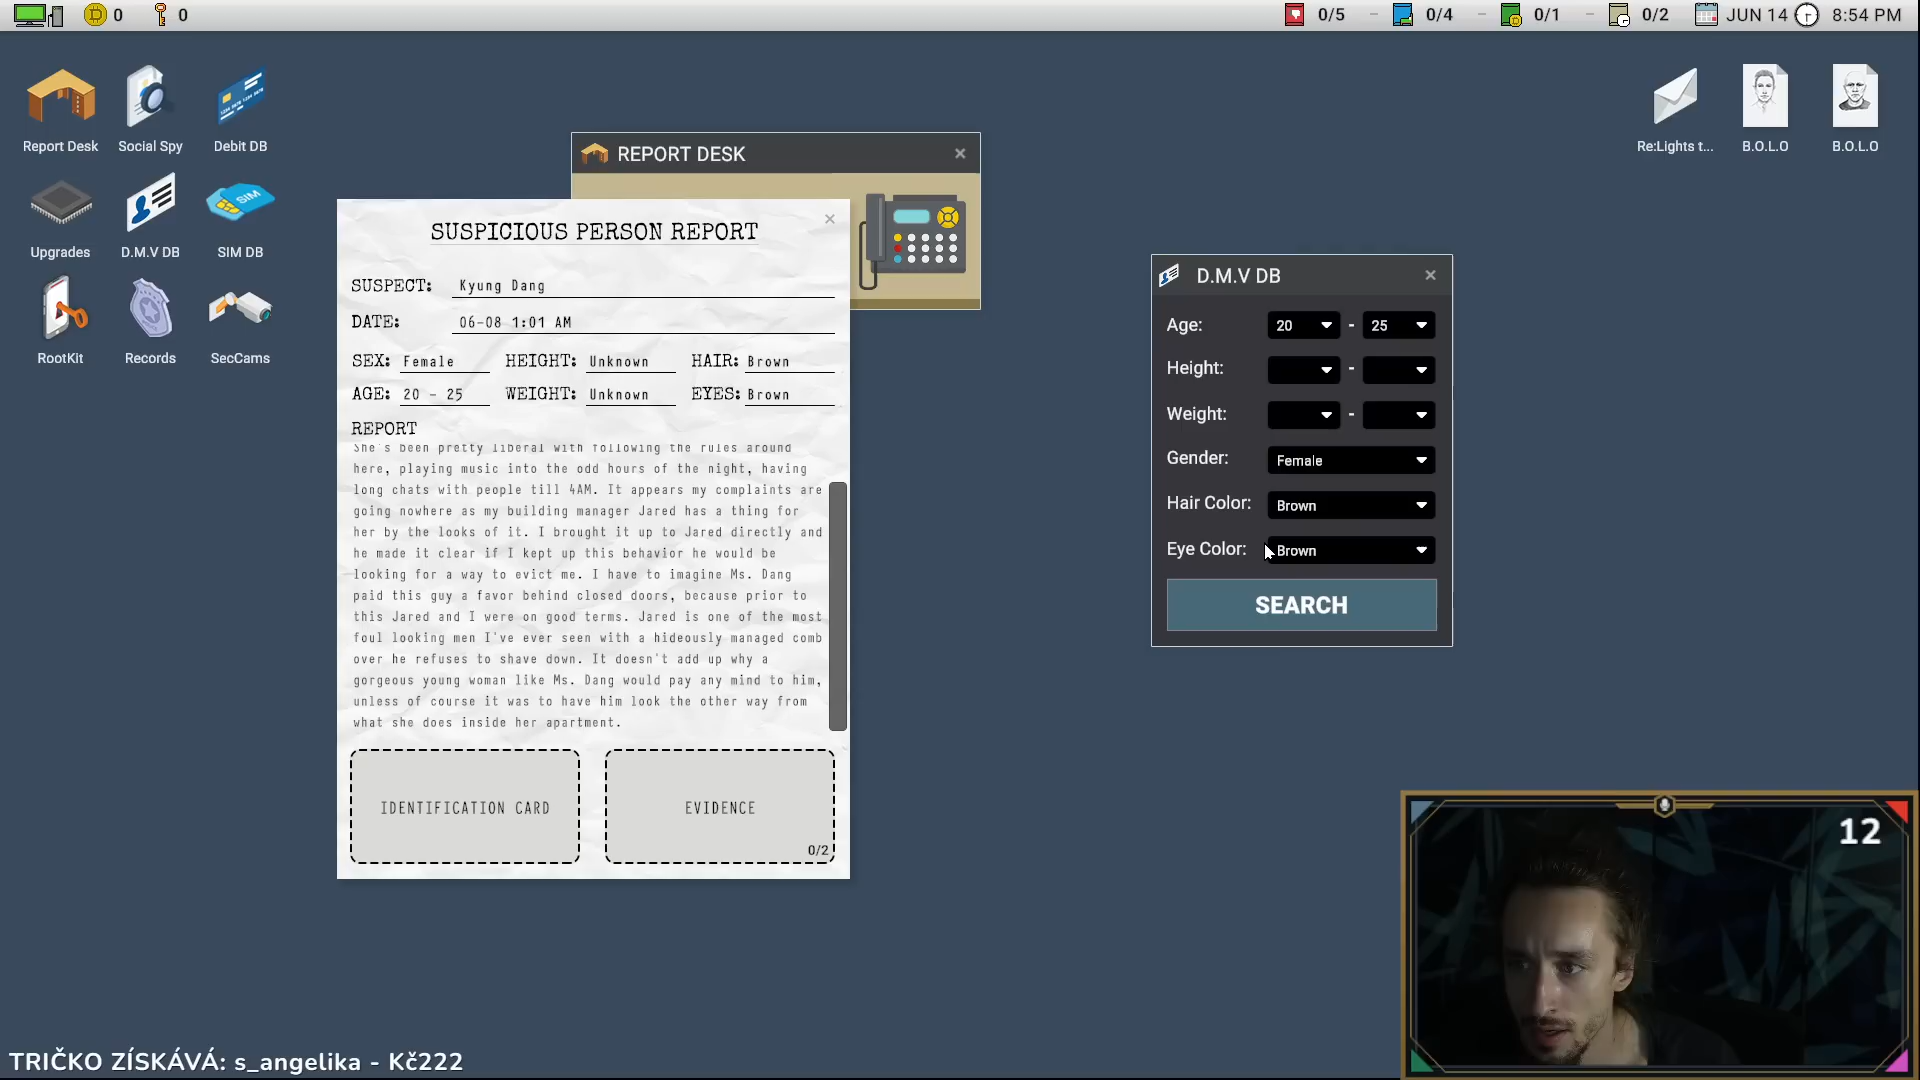 0
0
0/5
0/4
0/1
0/2
JUN 14
8:54 PM
Report Desk
Social Spy
Debit DB
Re:Lights t...
B.O.L.O
B.O.L.O
Upgrades
D.M.V DB
SIM DB
RootKit
Records
SecCams
REPORT DESK
SUSPICIOUS PERSON REPORT
SUSPECT: Kyung Dang
DATE: 06-08 1:01 AM
SEX: Female HEIGHT: Unknown HAIR: Brown
AGE: 20 - 25 WEIGHT: Unknown EYES: Brown
REPORT
She's been pretty liberal with following the rules around
here, playing music into the odd hours of the night, having
long chats with people till 4AM. It appears my complaints are
going nowhere as my building manager Jared has a thing for
her by the looks of it. I brought it up to Jared directly and
he made it clear if I kept up this behavior he would be
looking for a way to evict me. I have to imagine Ms. Dang
paid this guy a favor behind closed doors, because prior to
this Jared and I were on good terms. Jared is one of the most
foul looking men I've ever seen with a hideously managed comb
over he refuses to shave down. It doesn't add up why a
gorgeous young woman like Ms. Dang would pay any mind to him,
unless of course it was to have him look the other way from
what she does inside her apartment.
IDENTIFICATION CARD
EVIDENCE
0/2
D.M.V DB
Age: 20 - 25
Height: -
Weight: -
Gender: Female
Hair Color: Brown
Eye Color: Brown
SEARCH
12
TRIČKO ZÍSKÁVÁ: s_angelika - Kč222